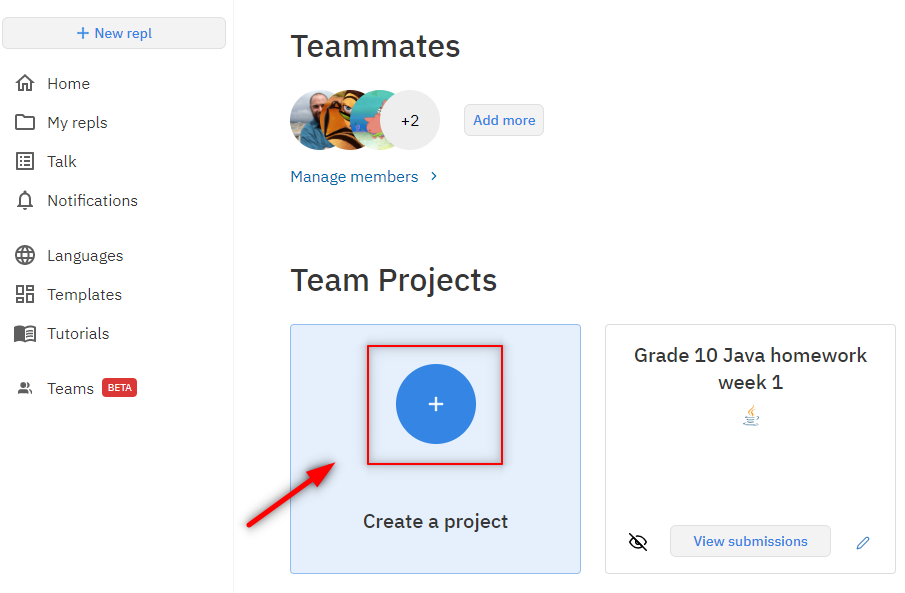 New repl
Home
My repls
Talk
Notifications
Languages
Templates
Tutorials
Teams BETA
Teammates
+2
Add more
Manage members
Team Projects
+
Create a project
Grade 10 Java homework
week 1
View submissions